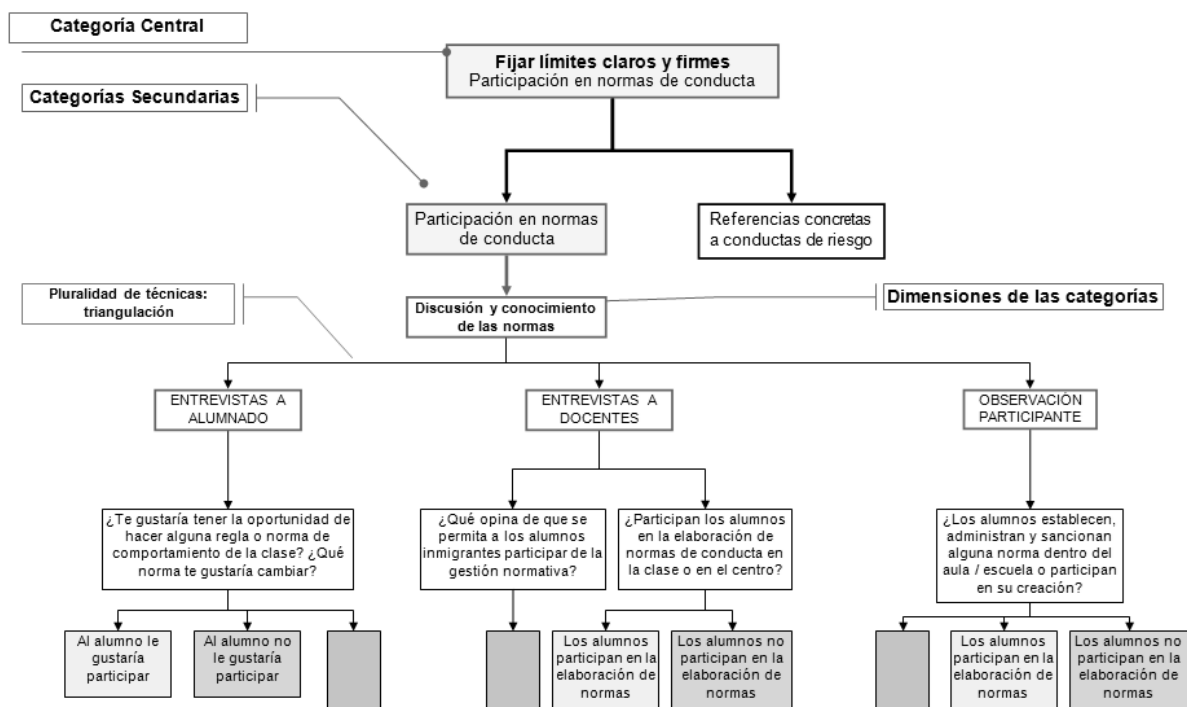 Categoría Central
Fijar límites claros y firmes
Participación en normas de conducta
Categorías Secundarias
Participación en normas
de conducta
Referencias concretas
a conductas de riesgo
Pluralidad de técnicas:
triangulación
Discusión y conocimiento
de las normas
Dimensiones de las categorías
ENTREVISTAS A
ALUMNADO
ENTREVISTAS A
DOCENTES
OBSERVACIÓN
PARTICIPANTE
¿Te gustaría tener la oportunidad de
hacer alguna regla o norma de
comportamiento de la clase? ¿Qué
norma te gustaría cambiar?
¿Qué opina de que se
permita a los alumnos
inmigrantes participar de la
gestión normativa?
¿Participan los alumnos
en la elaboración de
normas de conducta en
la clase o en el centro?
¿Los alumnos establecen,
administran y sancionan
alguna norma dentro del
aula / escuela o participan
en su creación?
Al alumno le
gustaría
participar
Al alumno no
le gustaría
participar
Los alumnos
participan en la
elaboración de
normas
Los alumnos no
participan en la
elaboración de
normas
Los alumnos
participan en la
elaboración de
normas
Los alumnos no
participan en la
elaboración de
normas